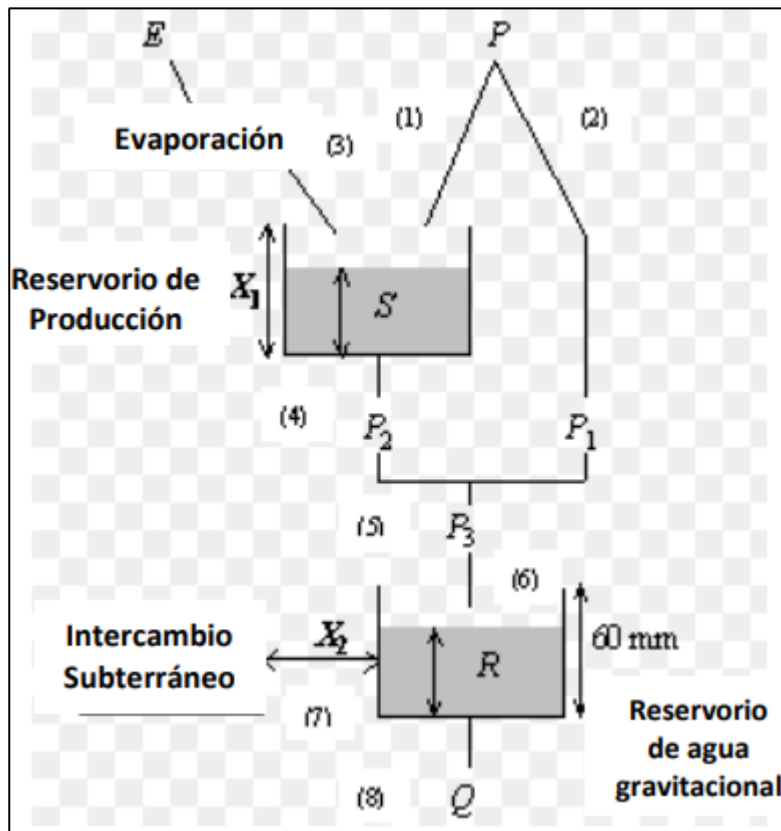 E P
(1) (2)
Evaporación (3)
Reservorio de
Producción
X1 S
(4) P2 P1
(5) P3
(6)
Intercambio
Subterráneo
X2 R 60 mm
(7)
Reservorio
de agua
gravitacional
(8) Q